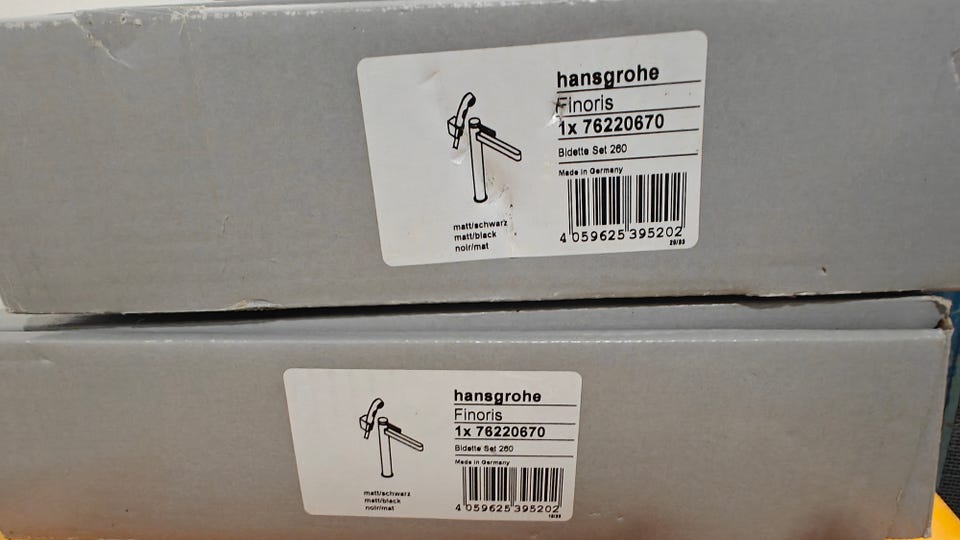 hansgrohe
Finoris
1x 76220670
Bidette Set 260
Made in Germany
matt/schwarz
matt/black
noir/mat
4 059625 395202
hansgrohe
Finoris
1x 76220670
Bidette Set 260
Made in Germany
matt/schwarz
matt/black
noir/mat
4 059625 395202